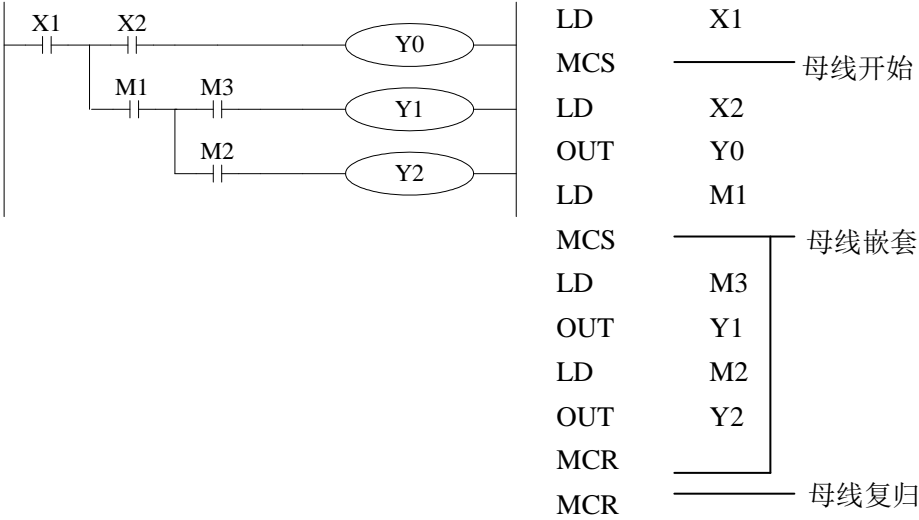 X1 X2 Y0
M1 M3 Y1
M2 Y2
LD X1
MCS 母线开始
LD X2
OUT Y0
LD M1
MCS 母线嵌套
LD M3
OUT Y1
LD M2
OUT Y2
MCR
MCR 母线复归